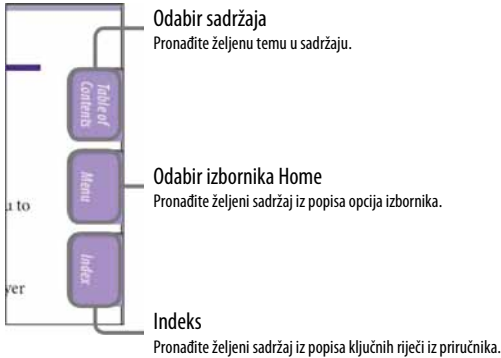 Odabir sadržaja
Pronađite željenu temu u sadržaju.
Table of
Contents
Odabir izbornika Home
Pronađite željeni sadržaj iz popisa opcija izbornika.
Menu
u to
Index
yer
Indeks
Pronađite željeni sadržaj iz popisa ključnih riječi iz priručnika.